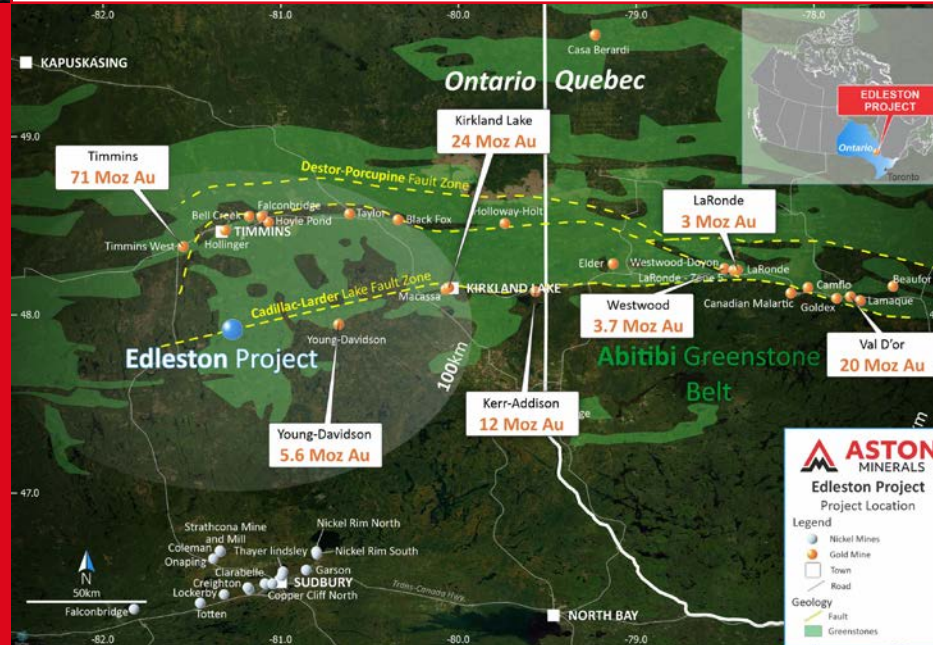 -82.0
-81.0
-80.0
-79.0
-78.0
KAPUSKASING
Casa Berardi
Ontario Quebec
EDLESTON
PROJECT
Ontario
Toronto
49.0
Kirkland Lake
24 Moz Au
Timmins
71 Moz Au
Destor-Porcupine Fault Zone
LaRonde
3 Moz Au
Falconbridge
Bell Creek
Hoyle Pond
Taylor
Black Fox
Holloway-Holt
TIMMINS
Hollinger
Timmins West
Elder
Westwood-Doyon
LaRonde
LaRonde - Zone 5
Cadillac-Larder Lake Fault Zone
Macassa
KIRKLAND LAKE
Camflo
Beaufor
Canadian Malartic
Goldex
Lamaque
48.0
Westwood
3.7 Moz Au
Edleston Project
Young-Davidson
100km
Abitibi Greenstone
Belt
Val D'or
20 Moz Au
Kerr-Addison
12 Moz Au
Young-Davidson
5.6 Moz Au
47.0
ASTON
MINERALS
Edleston Project
Project Location
Legend
Nickel Mines
Gold Mine
Town
Road
Geology
Fault
Greenstones
Strathcona Mine
and Mill
Nickel Rim North
Coleman
Thayer lindsley
Nickel Rim South
Onaping
Clarabelle
Garson
Creighton
SUDBURY
Lockerby
Copper Cliff North
Totten
Falconbridge
Trans-Canada Hwy.
NORTH BAY
N
50km
-82.0
-81.0
-80.0
-79.0